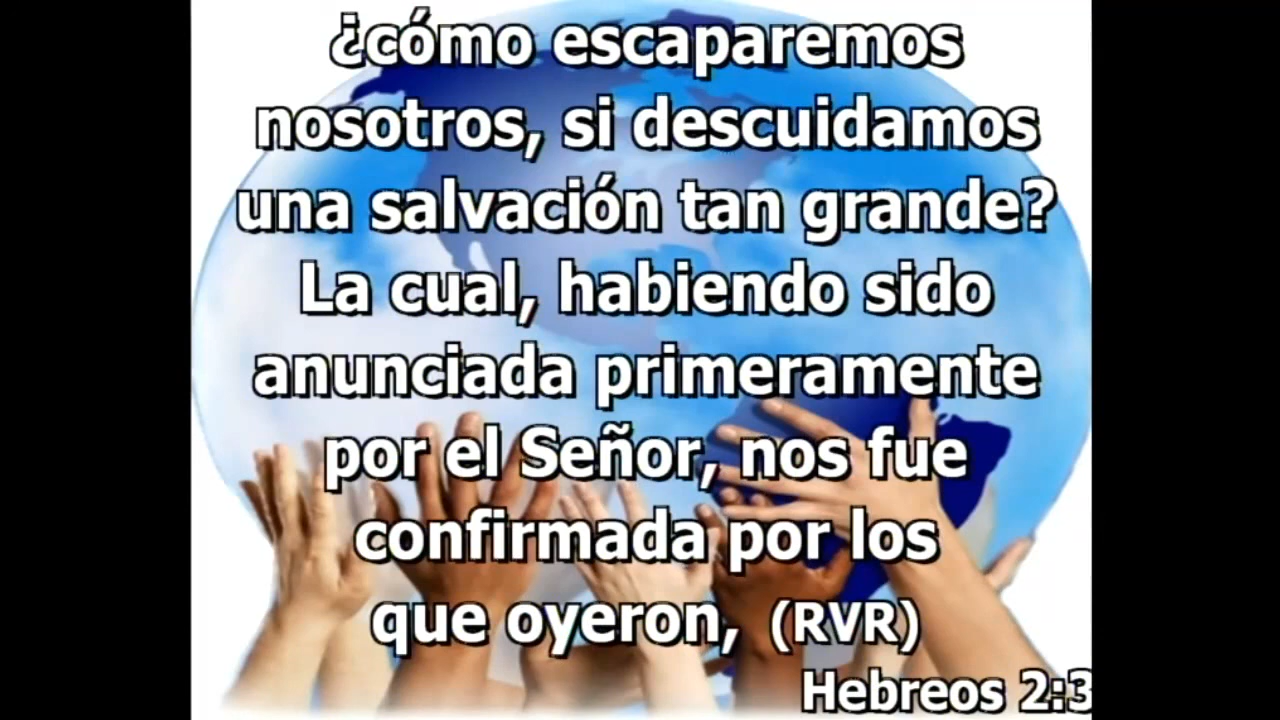 ¿cómo escaparemos
nosotros, si descuidamos
una salvación tan grande?
La cual, habiendo sido
anunciada primeramente
por el Señor, nos fue
confirmada por los
que oyeron, (RVR)
Hebreos 2:3